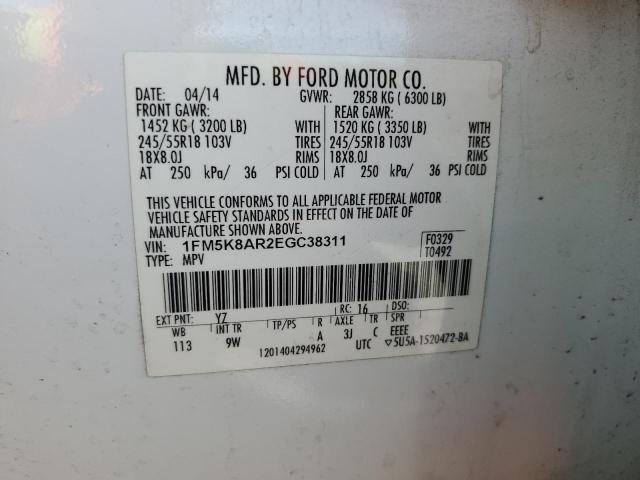 MFD. BY FORD MOTOR CO.
DATE: 04/14 GVWR: 2858 KG ( 6300 LB)
FRONT GAWR: REAR GAWR:
1452 KG ( 3200 LB) WITH 1520 KG ( 3350 LB) WITH
245/55R18 103V TIRES 245/55R18 103V TIRES
18X8.0J RIMS 18X8.0J RIMS
AT 250 kPa/ 36 PSI COLD AT 250 kPa/ 36 PSI COLD
THIS VEHICLE CONFORMS TO ALL APPLICABLE FEDERAL MOTOR
VEHICLE SAFETY STANDARDS IN EFFECT ON THE DATE OF
MANUFACTURE SHOWN ABOVE.
VIN: 1FM5K8AR2EGC38311 F0329
TYPE: MPV T0492
EXT PNT: YZ RC: 16 DSO:
WB INT TR TP/PS R AXLE TR SPR
113 9W A 3J C EEEE
1201404294962 UTC ▽5U5A-1520472-BA